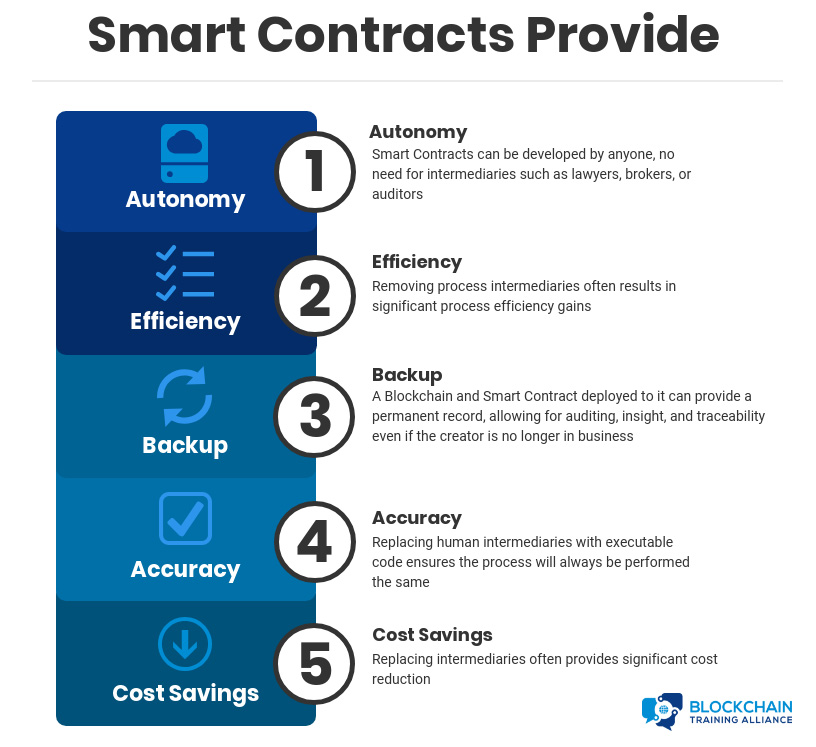 Smart Contracts Provide
Autonomy
1
Autonomy
Smart Contracts can be developed by anyone, no
need for intermediaries such as lawyers, brokers, or
auditors
Efficiency
2
Efficiency
Removing process intermediaries often results in
significant process efficiency gains
Backup
3
Backup
A Blockchain and Smart Contract deployed to it can provide a
permanent record, allowing for auditing, insight, and traceability
even if the creator is no longer in business
Accuracy
4
Accuracy
Replacing human intermediaries with executable
code ensures the process will always be performed
the same
Cost Savings
5
Cost Savings
Replacing intermediaries often provides significant cost
reduction
BLOCKCHAIN
TRAINING ALLIANCE